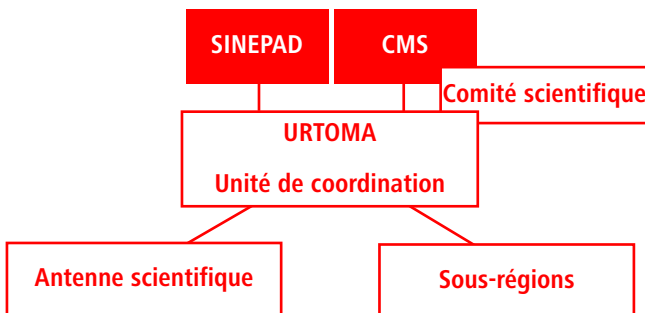 SINEPAD
CMS
Comité scientifique
URTOMA
Unité de coordination
Antenne scientifique
Sous-régions